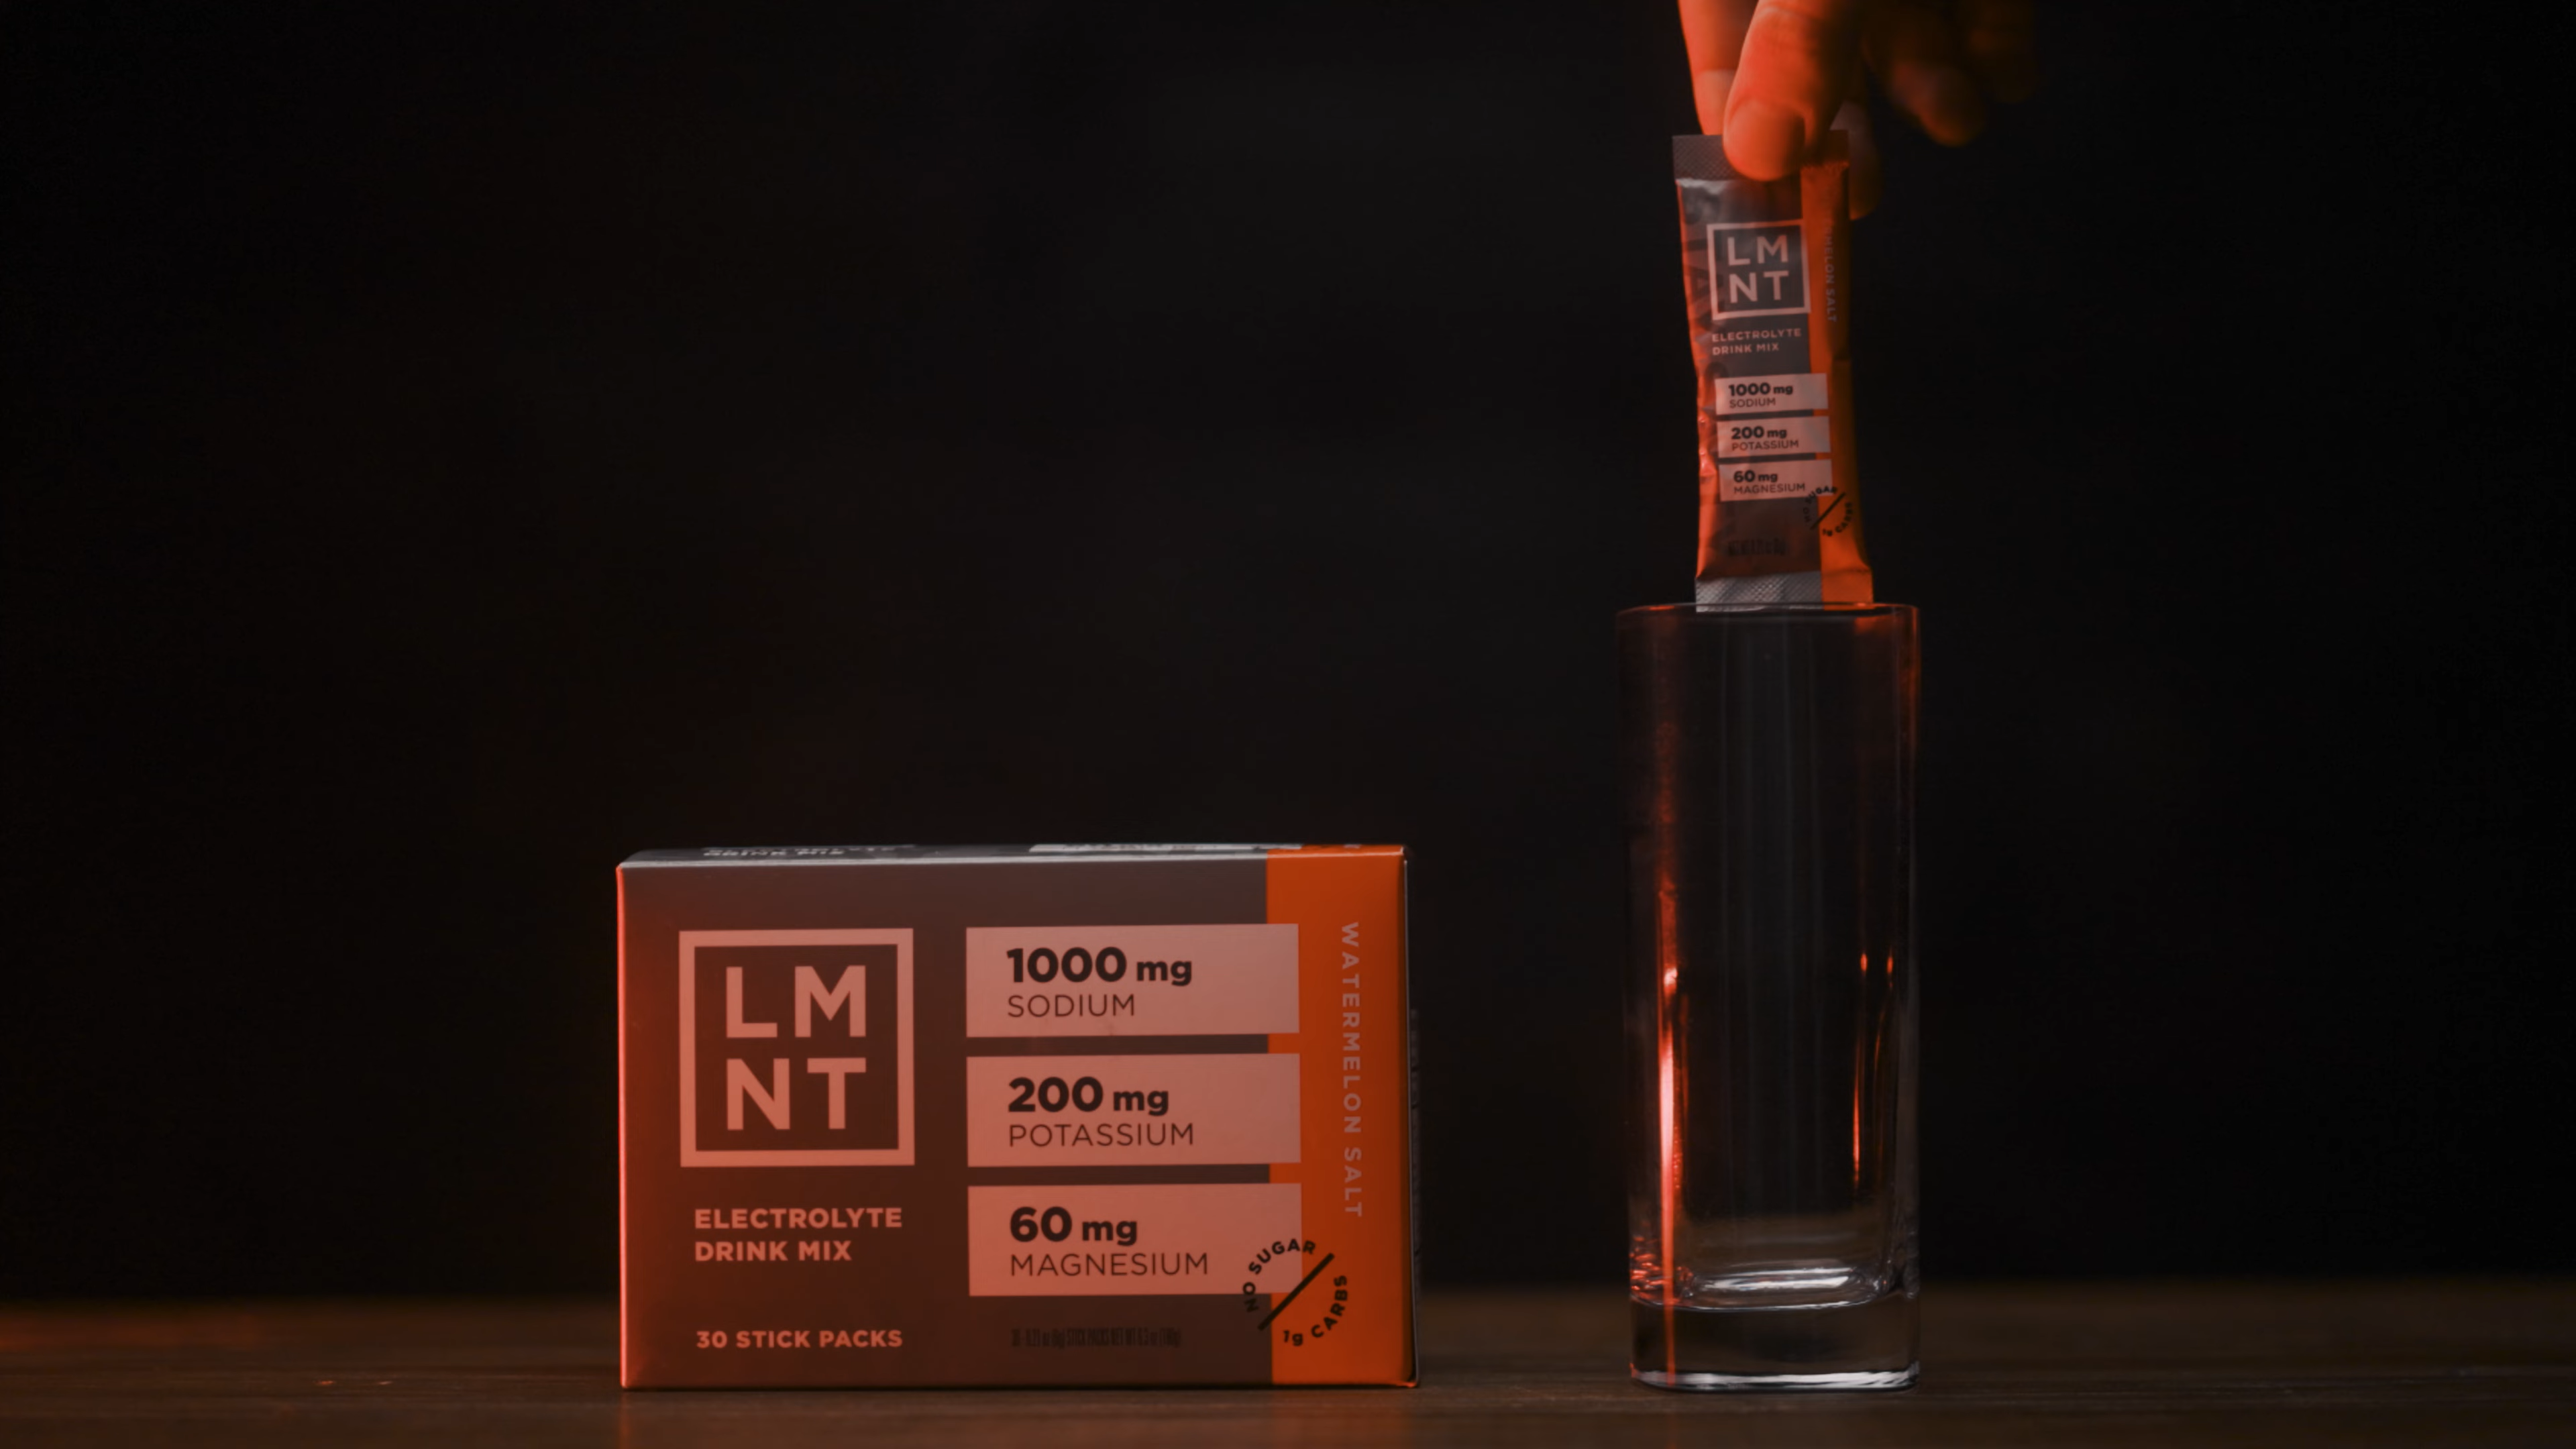 LM
NT
ELECTROLYTE
DRINK MIX
1000 mg
SODIUM
200 mg
POTASSIUM
60 mg
MAGNESIUM
SALT
LM
NT
ELECTROLYTE
DRINK MIX
30 STICK PACKS
1000 mg
SODIUM
200 mg
POTASSIUM
60 mg
MAGNESIUM
NO SUGAR
1g CARBS
WATERMELON SALT